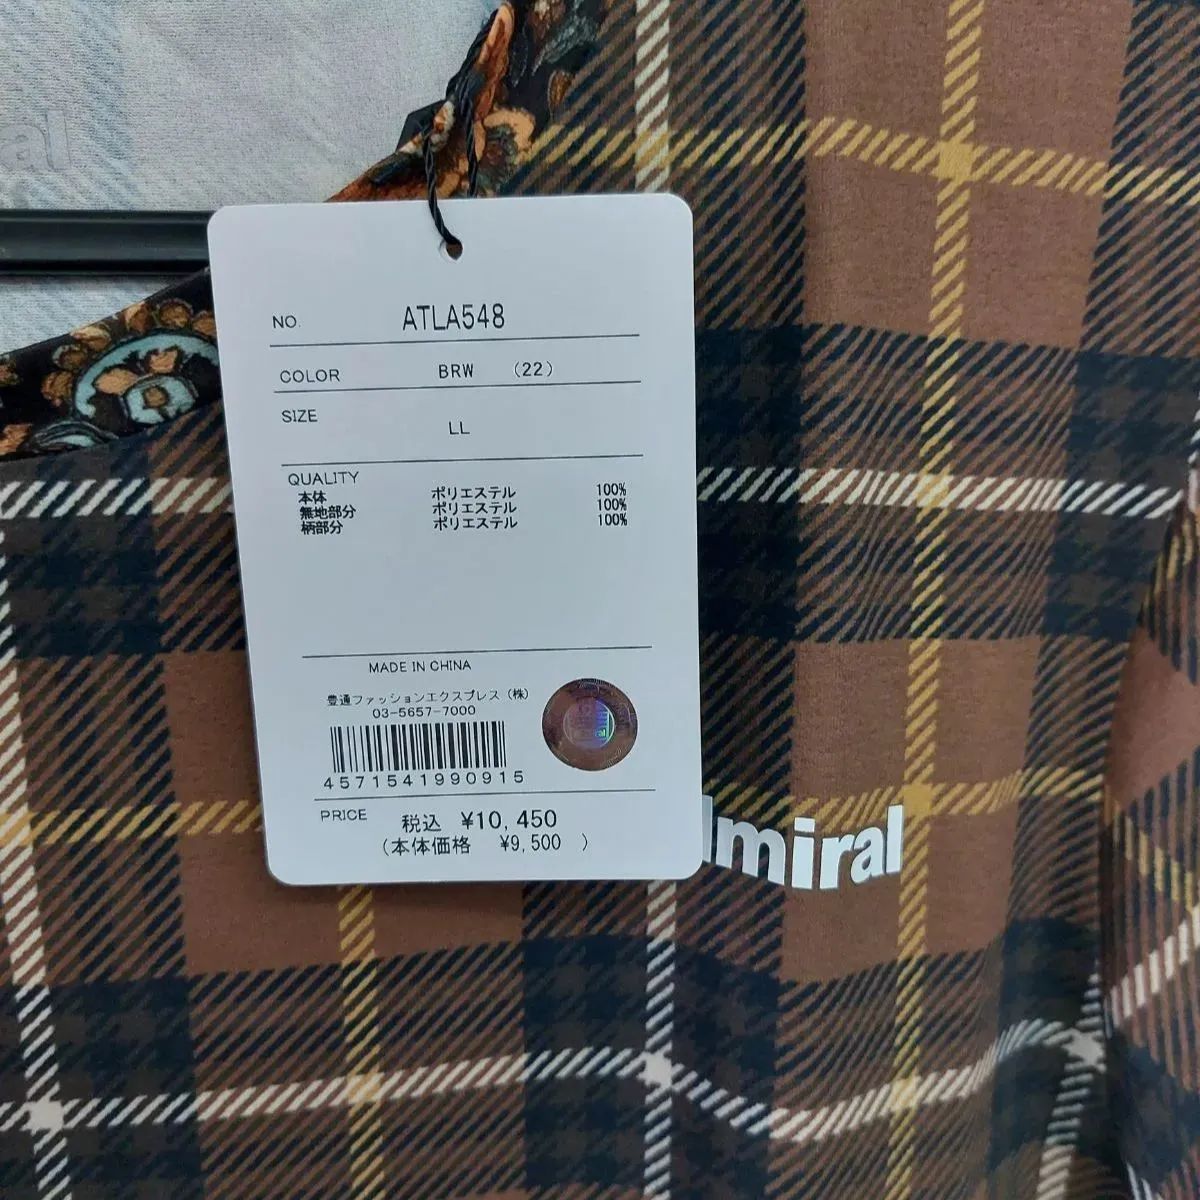 NO. ATLA548
COLOR BRW (22)
SIZE
LL
QUALITY
本体 ポリエステル 100%
無地部分 ポリエステル 100%
柄部分 ポリエステル 100%
MADE IN CHINA
豊通ファッションエクスプレス（株）
03-5657-7000
4571541990915
PRICE 税込 ¥10,450
（本体価格 ¥9,500 ）
miral
al